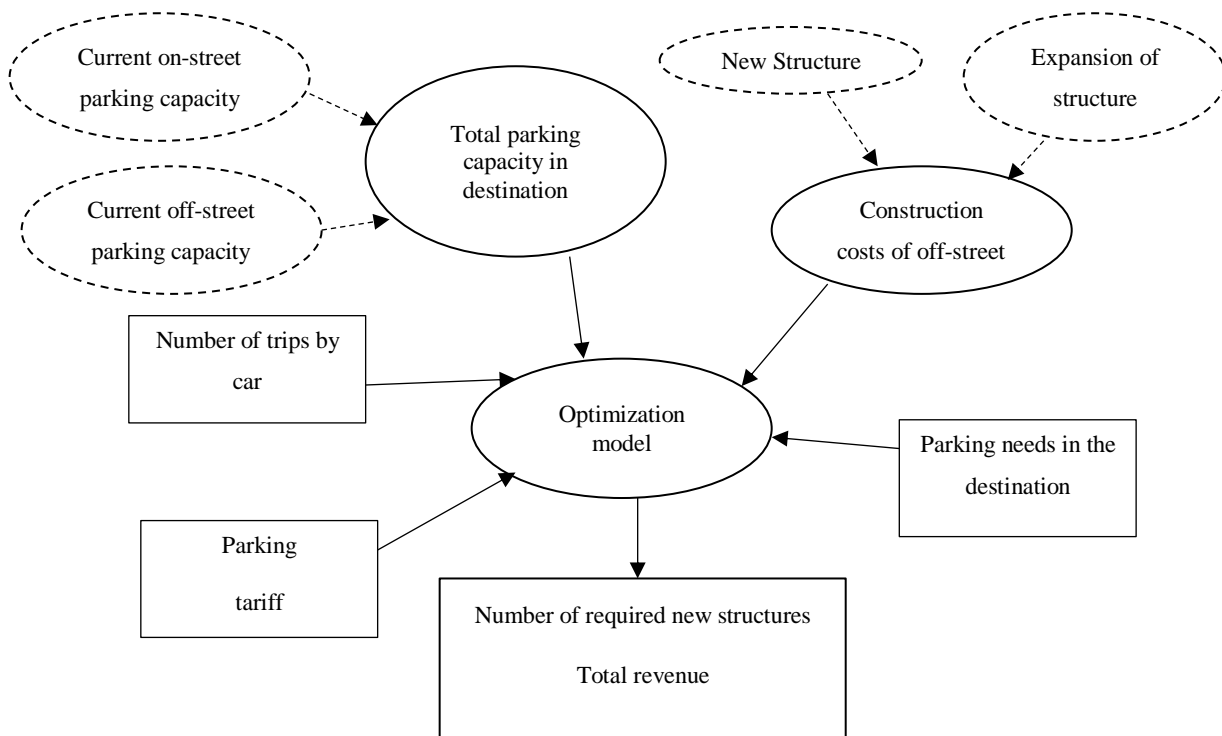 Current on-street
parking capacity
New Structure
Expansion of
structure
Total parking
capacity in
destination
Current off-street
parking capacity
Construction
costs of off-street
Number of trips by
car
Optimization
model
Parking needs in the
destination
Parking
tariff
Number of required new structures
Total revenue